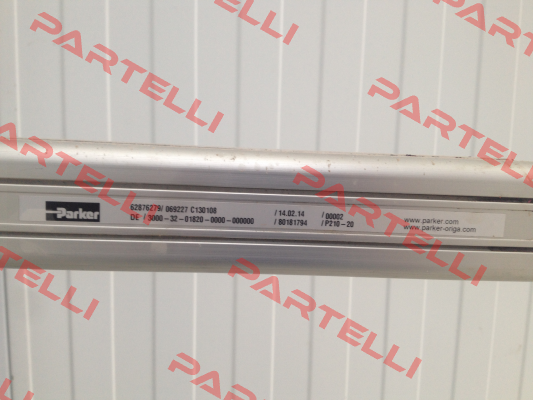 Parker
62876279/ 069227 C130108 / 14.02.14 / 00002
DE / 3000-32-01820-0000-000000 / 80181794 / P210-20
www.parker.com
www.parker-origa.com
PARTELLI
PARTELLI
PARTELLI
PARTELLI
PARTELLI
PARTELLI
PARTELLI